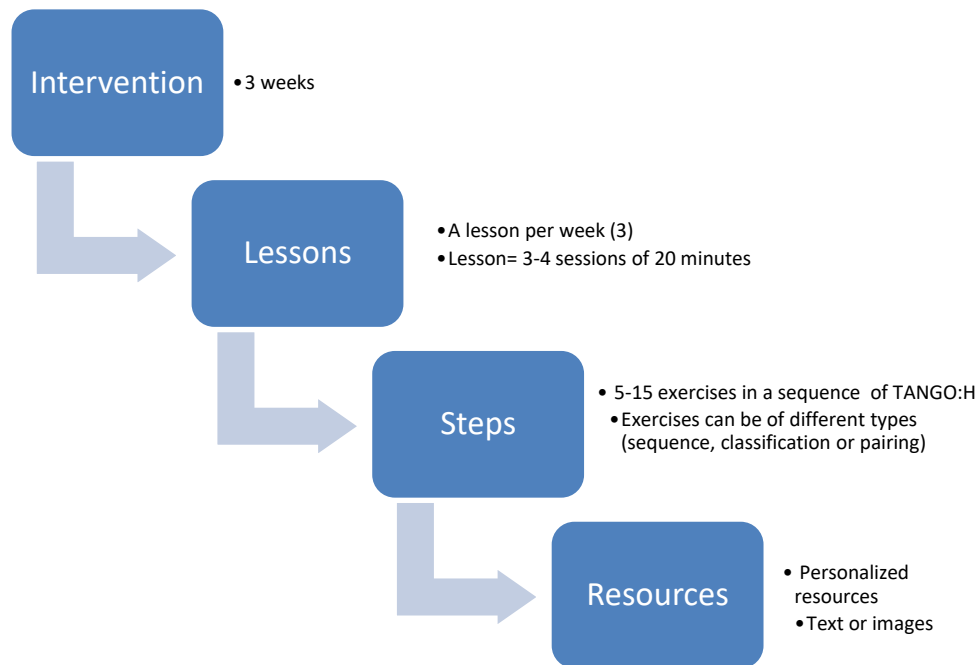 Intervention
•3 weeks
Lessons
•A lesson per week (3)
•Lesson= 3-4 sessions of 20 minutes
Steps
• 5-15 exercises in a sequence of TANGO:H
•Exercises can be of different types
(sequence, classification or pairing)
Resources
• Personalized
resources
•Text or images